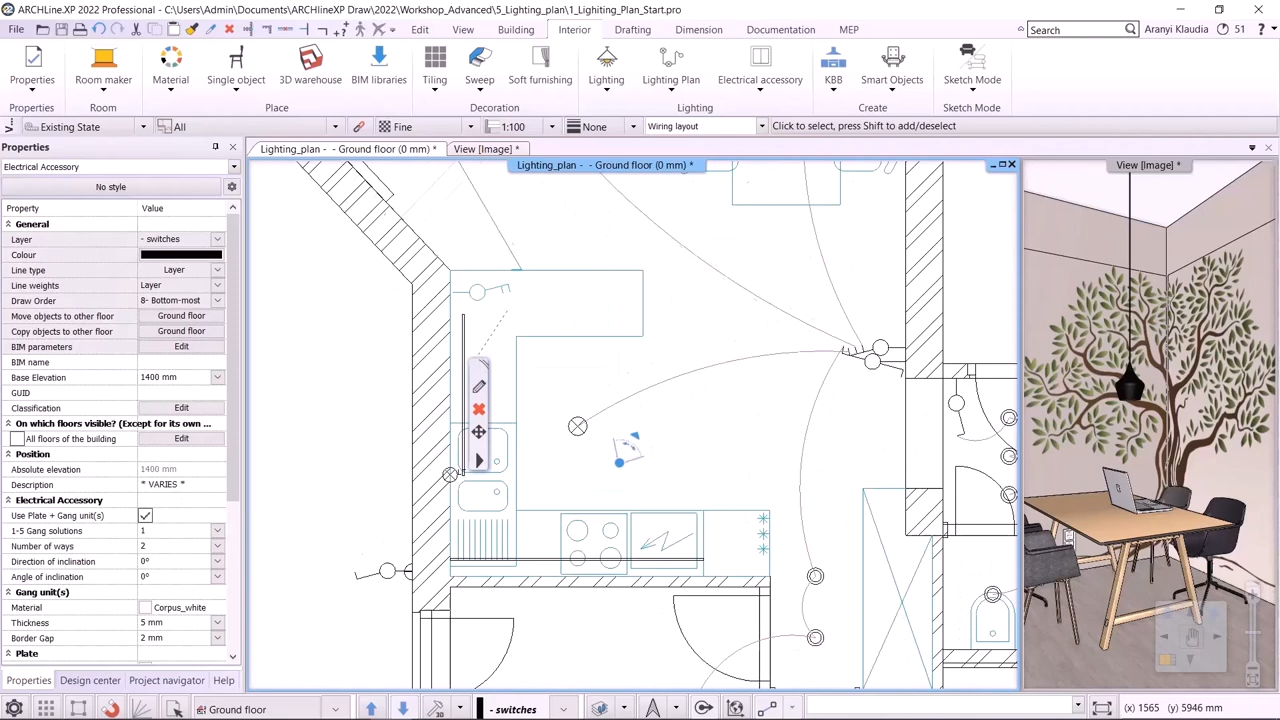 ARCHLine.XP 2022 Professional - C:\Users\Admin\Documents\ARCHlineXP Draw\2022\Workshop_Advanced\5_Lighting_plan\1_Lighiting_Plan_Start.pro
File Edit View Building Interior Drafting Dimension Documentation MEP Search Aranyi Klaudia 51
Properties Room maker Material Single object 3D warehouse BIM libraries Tiling Sweep Soft furnishing Lighting Lighting Plan Electrical accessory KBB Smart Objects Sketch Mode
Properties Room Place Decoration Lighting Create Sketch Mode
Existing State All Fine 1:100 None Wiring layout Click to select, press Shift to add/deselect
Properties Lighting_plan - - Ground floor (0 mm) * View [Image] *
Lighting_plan - - Ground floor (0 mm) * View [Image] *
Electrical Accessory
No style
Property Value
General
Layer - switches
Colour
Line type Layer
Line weights Layer
Draw Order 8- Bottom-most
Move objects to other floor Ground floor
Copy objects to other floor Ground floor
BIM parameters Edit
BIM name
Base Elevation 1400 mm
GUID
Classification Edit
On which floors visible? (Except for its own ...
All floors of the building Edit
Position
Absolute elevation 1400 mm
Description * VARIES *
Electrical Accessory
Use Plate + Gang unit(s)
1-5 Gang solutions 1
Number of ways 2
Direction of inclination 0°
Angle of inclination 0°
Gang unit(s)
Material Corpus_white
Thickness 5 mm
Border Gap 2 mm
Plate
Properties Design center Project navigator Help
Ground floor - switches (x) 1565 (y) 5946 mm